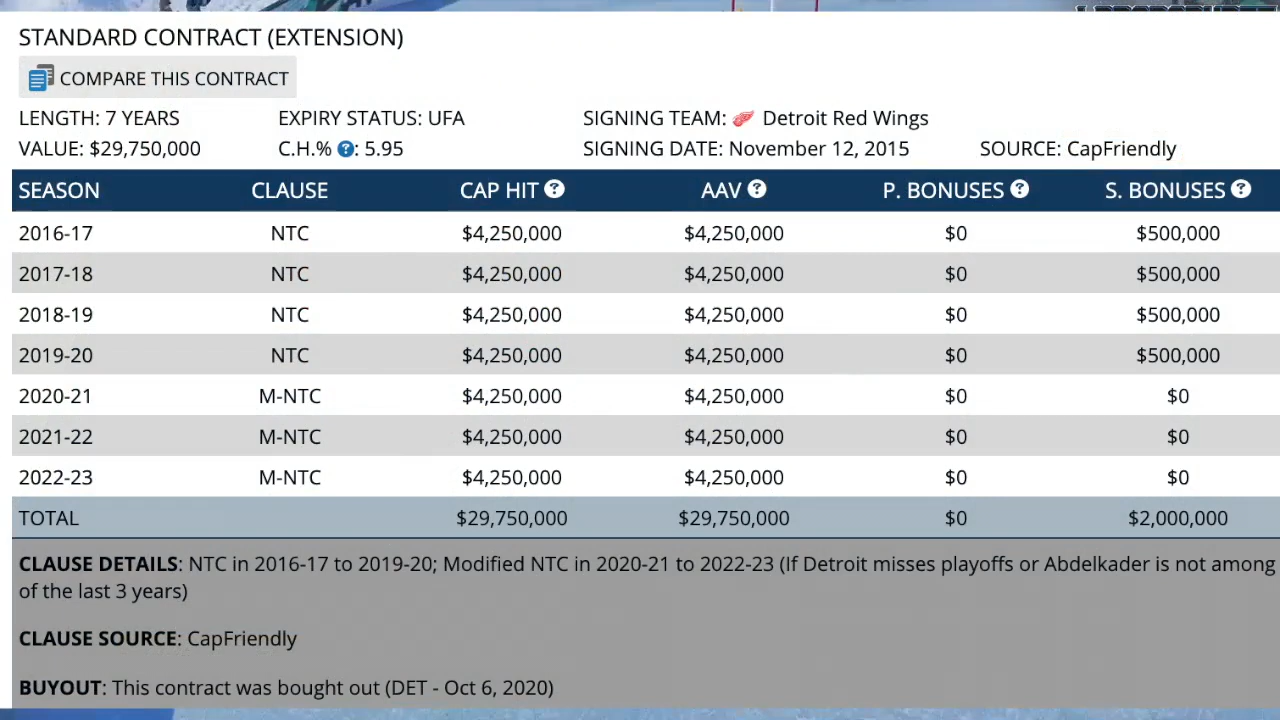 STANDARD CONTRACT (EXTENSION)
COMPARE THIS CONTRACT
LENGTH: 7 YEARS EXPIRY STATUS: UFA SIGNING TEAM: Detroit Red Wings
VALUE: $29,750,000 C.H.% ?: 5.95 SIGNING DATE: November 12, 2015 SOURCE: CapFriendly
SEASON CLAUSE CAP HIT ? AAV ? P. BONUSES ? S. BONUSES ?
2016-17 NTC $4,250,000 $4,250,000 $0 $500,000
2017-18 NTC $4,250,000 $4,250,000 $0 $500,000
2018-19 NTC $4,250,000 $4,250,000 $0 $500,000
2019-20 NTC $4,250,000 $4,250,000 $0 $500,000
2020-21 M-NTC $4,250,000 $4,250,000 $0 $0
2021-22 M-NTC $4,250,000 $4,250,000 $0 $0
2022-23 M-NTC $4,250,000 $4,250,000 $0 $0
TOTAL $29,750,000 $29,750,000 $0 $2,000,000
CLAUSE DETAILS: NTC in 2016-17 to 2019-20; Modified NTC in 2020-21 to 2022-23 (If Detroit misses playoffs or Abdelkader is not among
of the last 3 years)
CLAUSE SOURCE: CapFriendly
BUYOUT: This contract was bought out (DET - Oct 6, 2020)